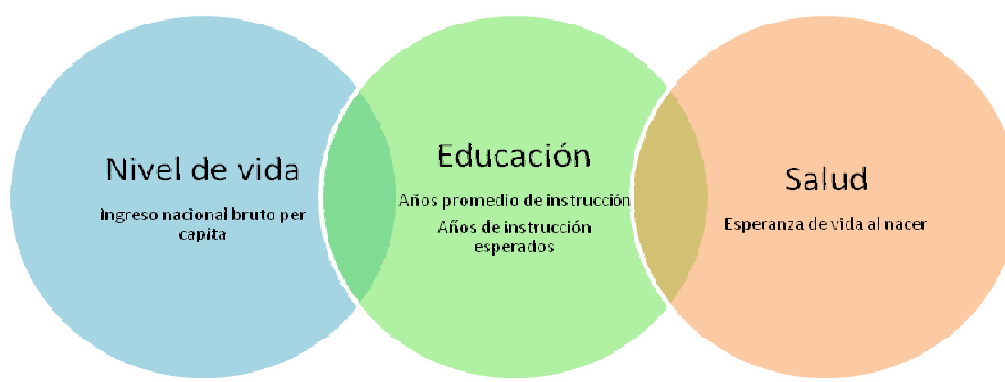 Nivel de vida
Ingreso nacional bruto per
capita
Educación
Años promedio de instrucción
Años de instrucción
esperados
Salud
Esperanza de vida al nacer